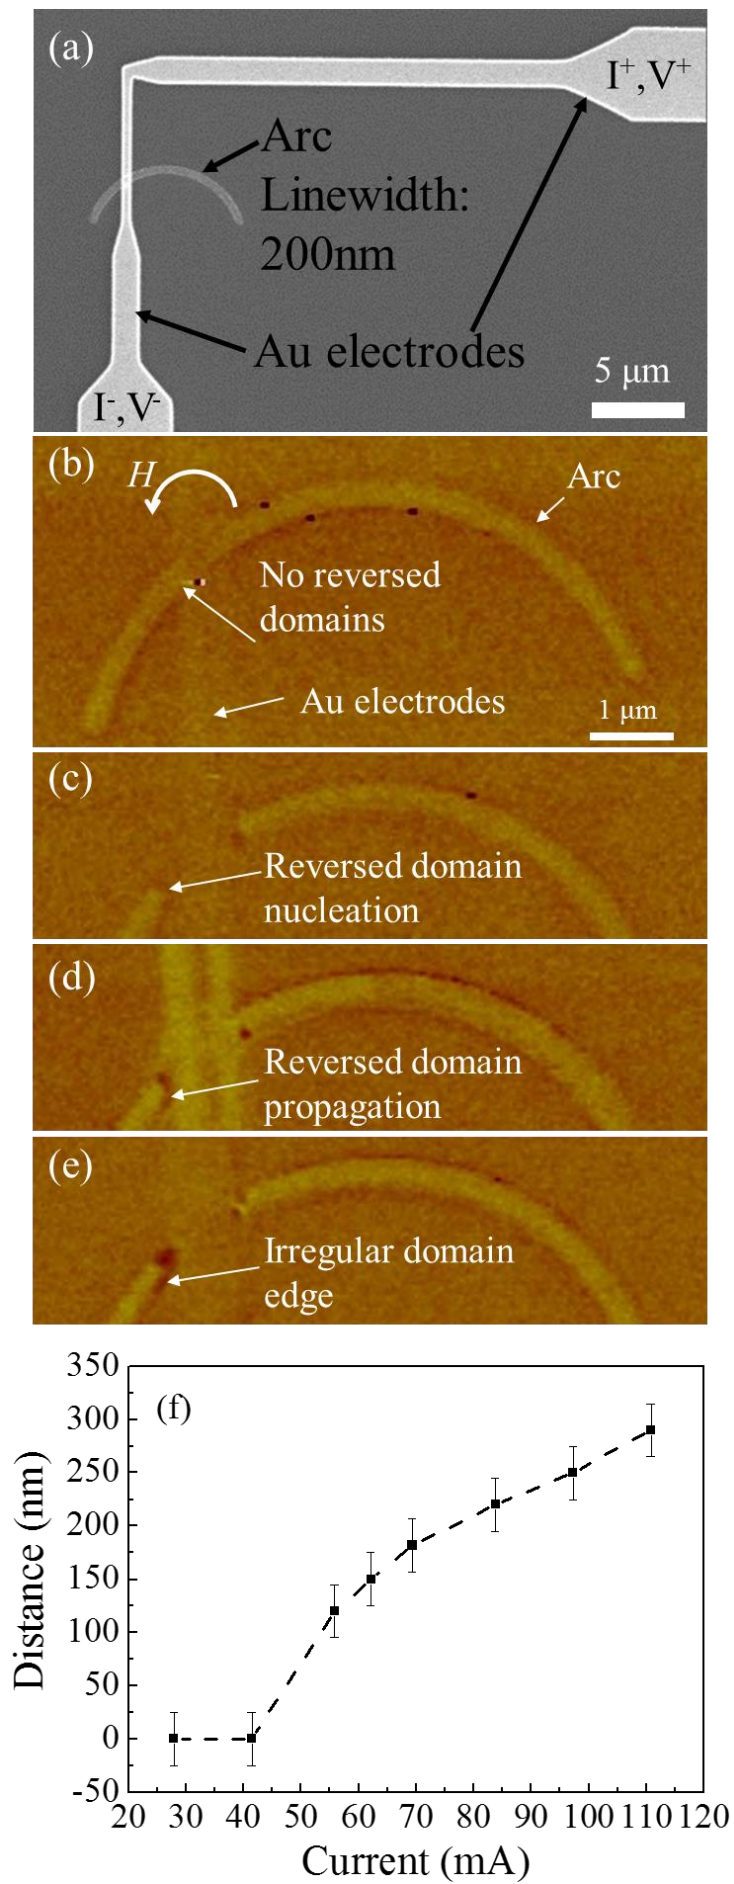 (a)
I⁺,V⁺
Arc
Linewidth:
200nm
Au electrodes
5 μm
I⁻,V⁻
(b)
H
Arc
No reversed
domains
Au electrodes
1 μm
(c)
Reversed domain
nucleation
(d)
Reversed domain
propagation
(e)
Irregular domain
edge
(f)
350
300
250
200
150
100
50
0
-50
Distance (nm)
20 30 40 50 60 70 80 90 100 110 120
Current (mA)